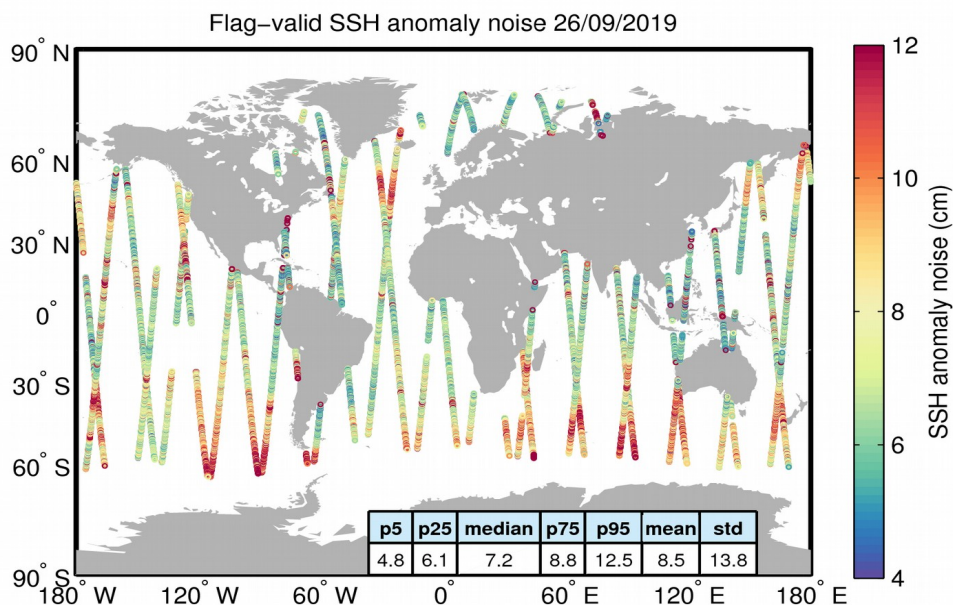 Flag−valid SSH anomaly noise 26/09/2019
90° N
60° N
30° N
0°
30° S
60° S
90° S
180° W
120° W
60° W
0°
60° E
120° E
180° E
p5 p25 median p75 p95 mean std
4.8 6.1 7.2 8.8 12.5 8.5 13.8
12
10
8
6
4
SSH anomaly noise (cm)